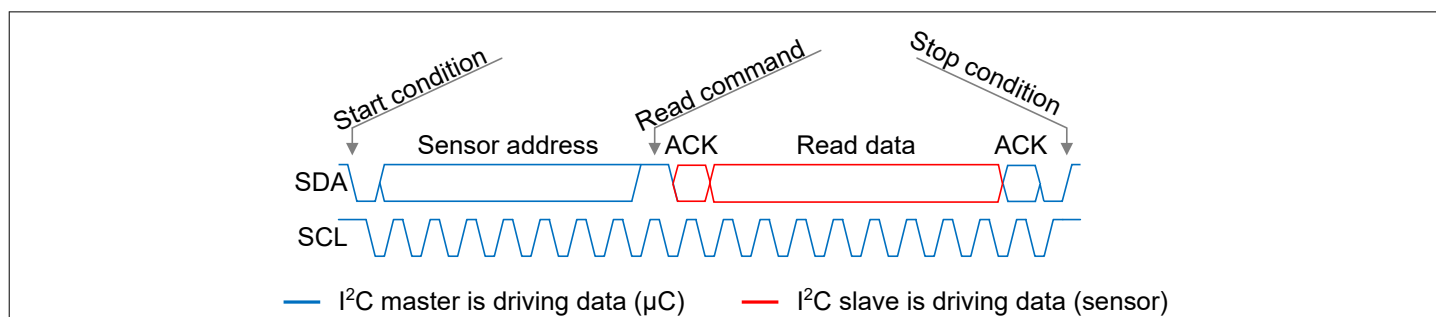 Start condition
Read command
Stop condition
Sensor address
ACK
Read data
ACK
SDA
SCL
I²C master is driving data (µC)
I²C slave is driving data (sensor)